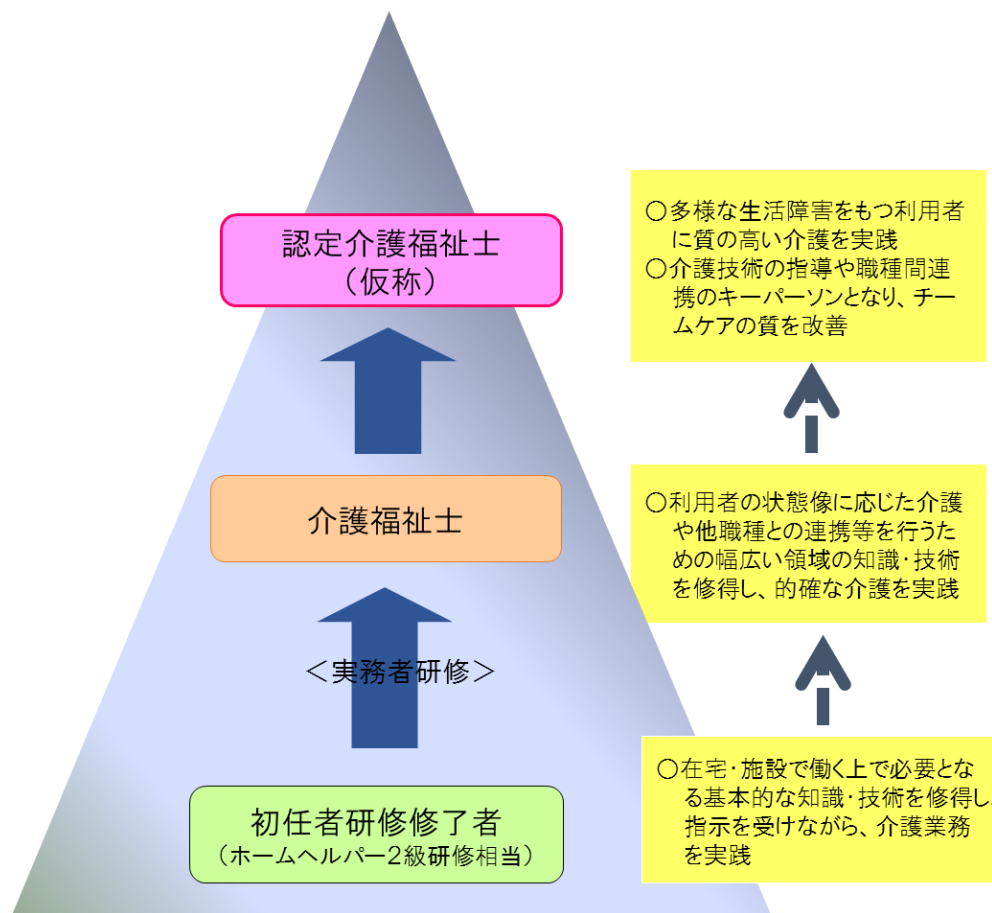 認定介護福祉士
（仮称）
○多様な生活障害をもつ利用者
に質の高い介護を実践
○介護技術の指導や職種間連
携のキーパーソンとなり、チー
ムケアの質を改善
介護福祉士
○利用者の状態像に応じた介護
や他職種との連携等を行うた
めの幅広い領域の知識・技術
を修得し、的確な介護を実践
＜実務者研修＞
初任者研修修了者
（ホームヘルパー2級研修相当）
○在宅・施設で働く上で必要とな
る基本的な知識・技術を修得し、
指示を受けながら、介護業務
を実践